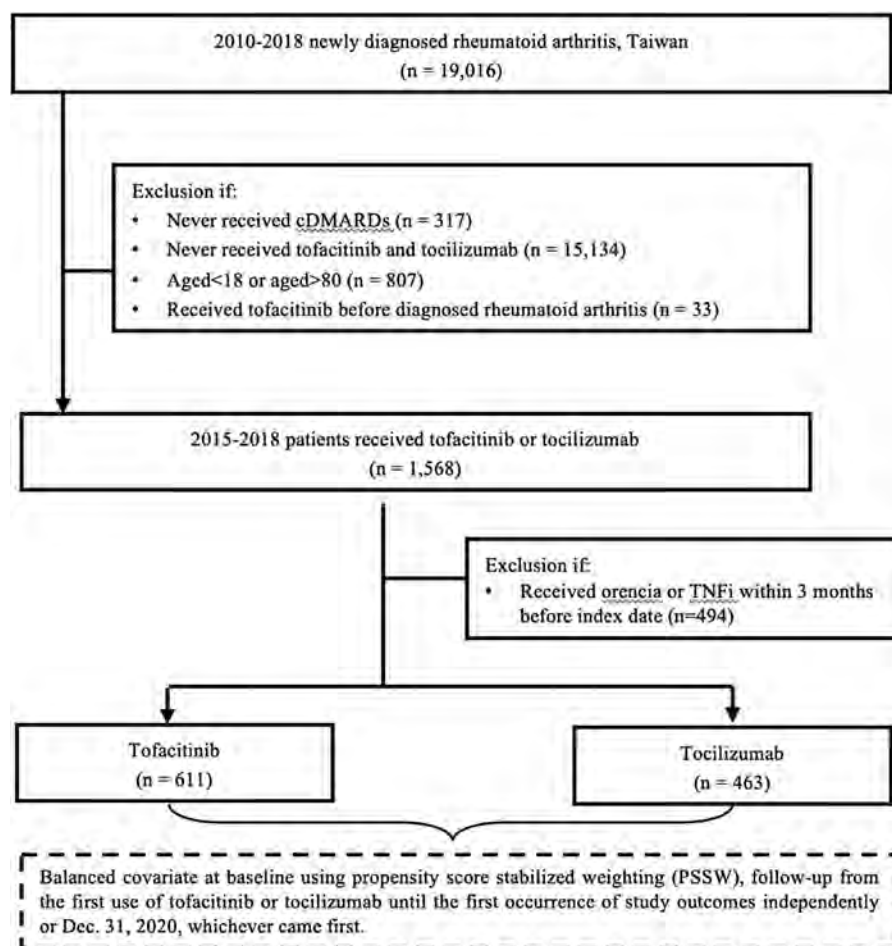 2010-2018 newly diagnosed rheumatoid arthritis, Taiwan
(n = 19,016)
Exclusion if:
• Never received cDMARDs (n = 317)
• Never received tofacitinib and tocilizumab (n = 15,134)
• Aged<18 or aged>80 (n = 807)
• Received tofacitinib before diagnosed rheumatoid arthritis (n = 33)
2015-2018 patients received tofacitinib or tocilizumab
(n = 1,568)
Exclusion if:
• Received orencia or TNFi within 3 months
before index date (n=494)
Tofacitinib
(n = 611)
Tocilizumab
(n = 463)
Balanced covariate at baseline using propensity score stabilized weighting (PSSW), follow-up from
the first use of tofacitinib or tocilizumab until the first occurrence of study outcomes independently
or Dec. 31, 2020, whichever came first.